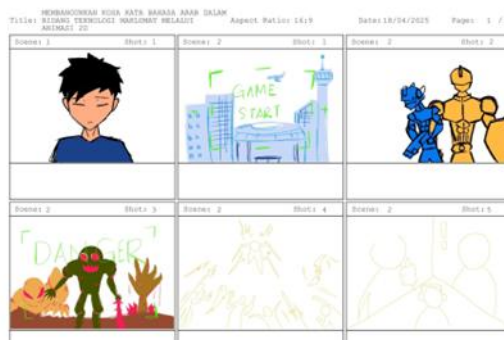 MEMBANGUNKAN KOSA KATA BAHASA ARAB DALAM
Title: BIDANG TEKNOLOGI MAKLUMAT MELALUI Aspect Ratio: 16:9 Date: 18/04/2025 Page: 1 /
ANIMASI 2D
Scene: 1 Shot: 1 Scene: 2 Shot: 1 Scene: 2 Shot: 2
GAME
START
Scene: 2 Shot: 3 Scene: 2 Shot: 4 Scene: 2 Shot: 5
DANGER